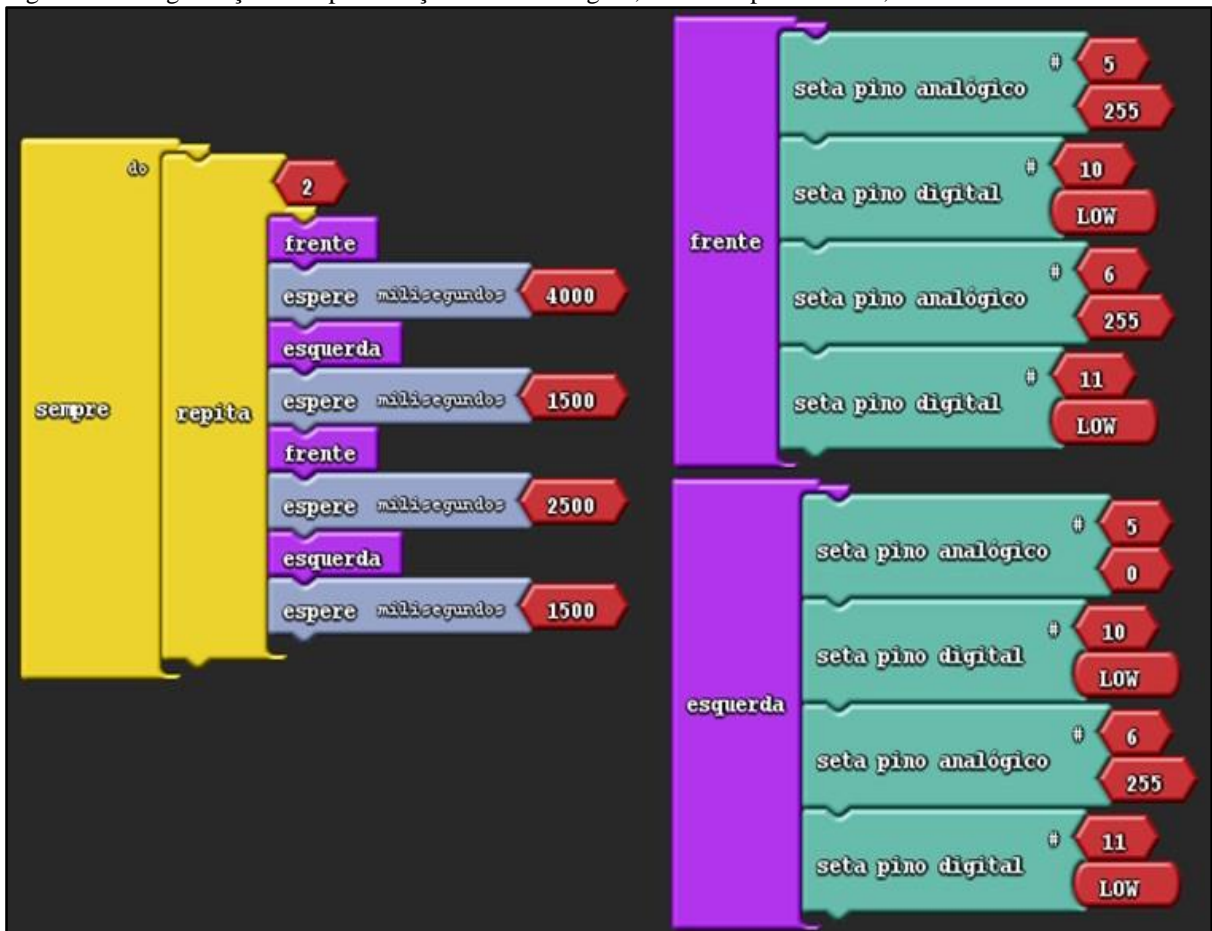 sempre
do
repita
2
frente
espere milisegundos 4000
esquerda
espere milisegundos 1500
frente
espere milisegundos 2500
esquerda
espere milisegundos 1500
frente
seta pino analógico # 5
255
seta pino digital # 10
LOW
seta pino analógico # 6
255
seta pino digital # 11
LOW
esquerda
seta pino analógico # 5
0
seta pino digital # 10
LOW
seta pino analógico # 6
255
seta pino digital # 11
LOW